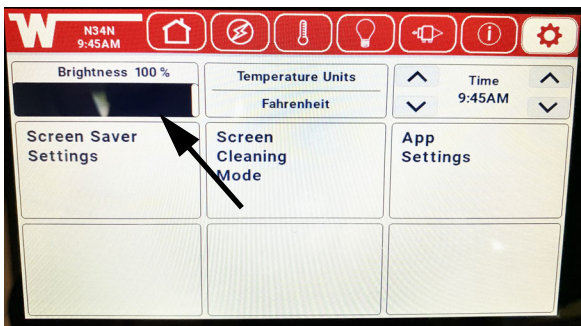 W
N34N
9:45AM
Brightness 100 %
Temperature Units
Fahrenheit
Time
9:45AM
Screen Saver
Settings
Screen
Cleaning
Mode
App
Settings